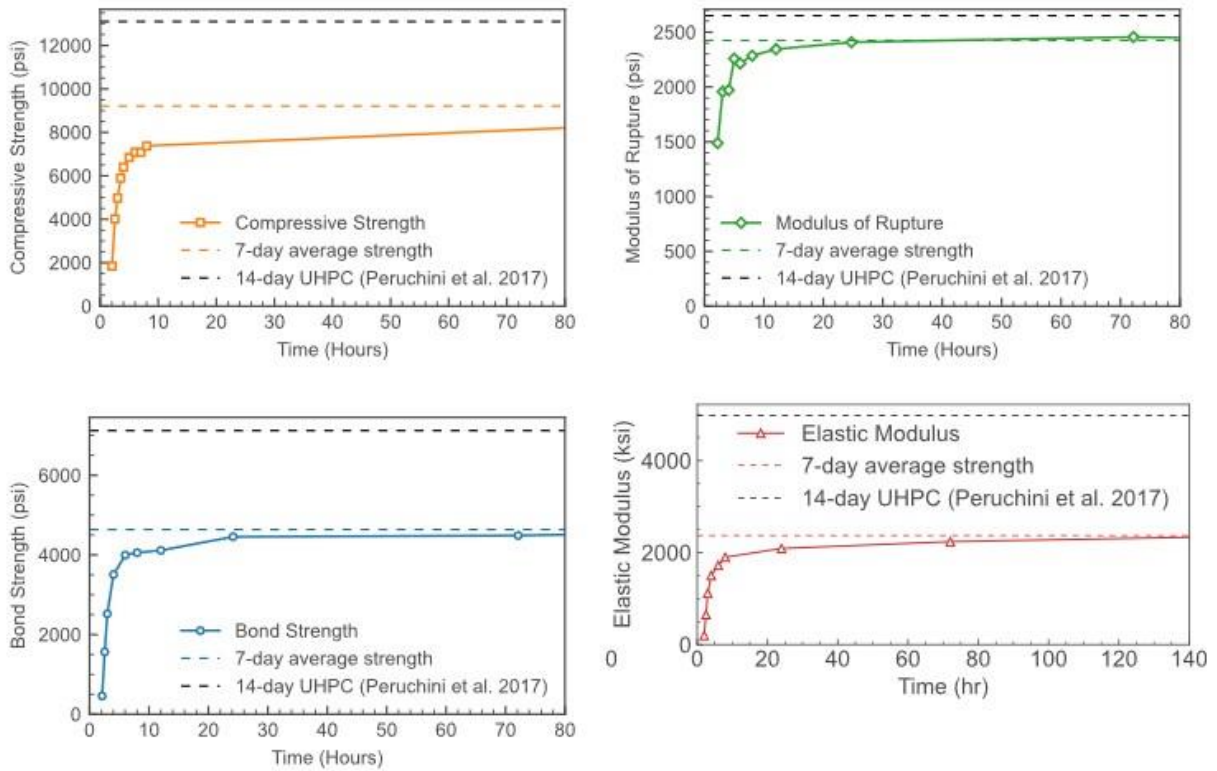 Compressive Strength (psi)
12000
10000
8000
6000
4000
2000
0
Compressive Strength
7-day average strength
14-day UHPC (Peruchini et al. 2017)
0 10 20 30 40 50 60 70 80
Time (Hours)
Modulus of Rupture (psi)
2500
2000
1500
1000
500
0
Modulus of Rupture
7-day average strength
14-day UHPC (Peruchini et al. 2017)
0 10 20 30 40 50 60 70 80
Time (Hours)
Bond Strength (psi)
6000
4000
2000
0
Bond Strength
7-day average strength
14-day UHPC (Peruchini et al. 2017)
0 10 20 30 40 50 60 70 80
Time (Hours)
Elastic Modulus (ksi)
4000
2000
0
0
Elastic Modulus
7-day average strength
14-day UHPC (Peruchini et al. 2017)
0 20 40 60 80 100 120 140
Time (hr)